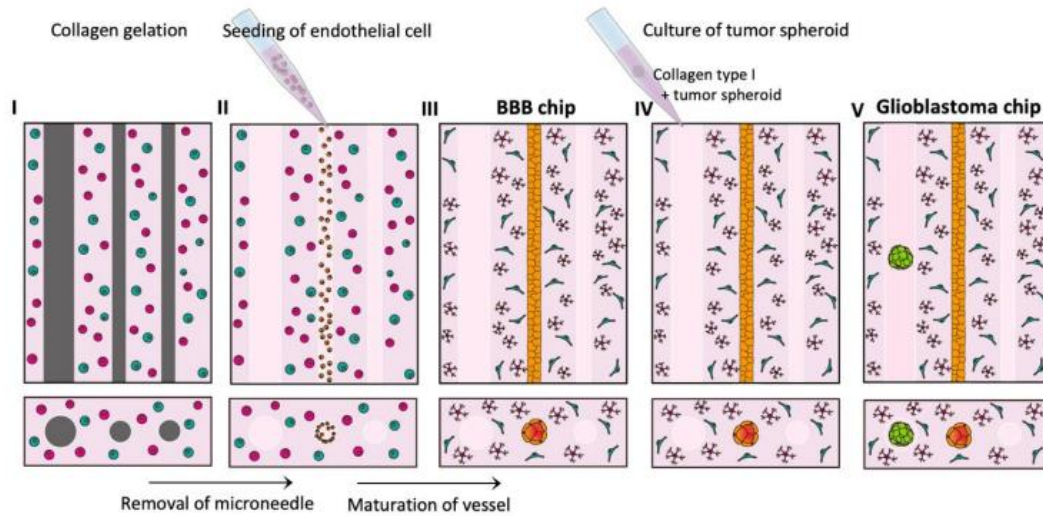 Collagen gelation
Seeding of endothelial cell
Culture of tumor spheroid
Collagen type I
+ tumor spheroid
I
II
III
BBB chip
IV
V
Glioblastoma chip
Removal of microneedle
Maturation of vessel